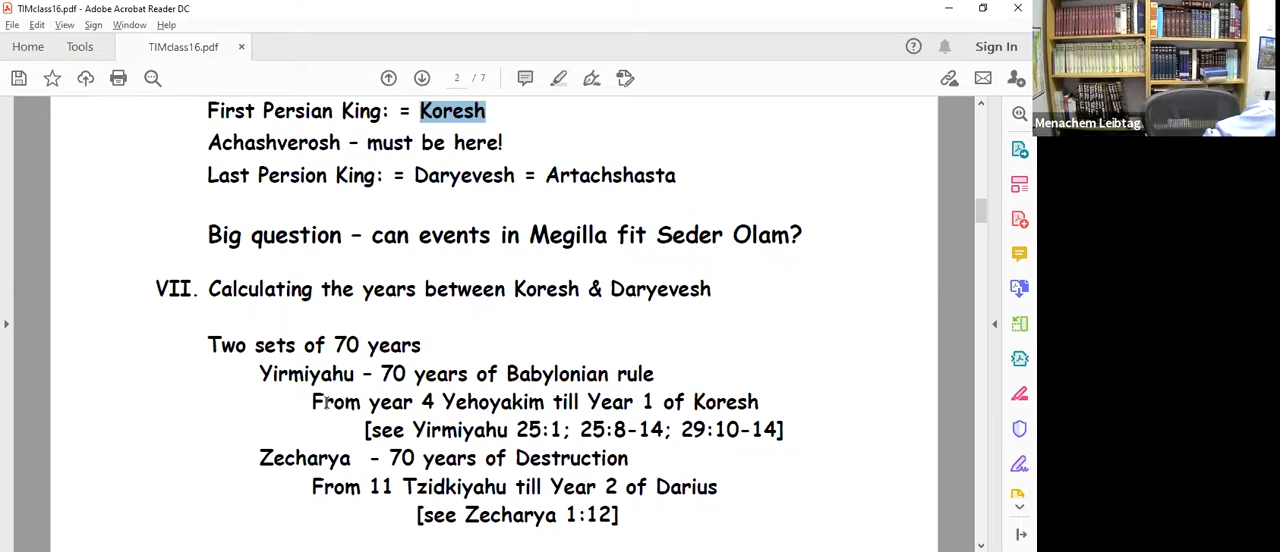 TIMclass16.pdf - Adobe Acrobat Reader DC
File Edit View Sign Window Help
Home Tools TIMclass16.pdf × Sign In
2 / 7
First Persian King: = Koresh
Achashverosh – must be here!
Last Persion King: = Daryevesh = Artachshasta
Big question – can events in Megilla fit Seder Olam?
VII. Calculating the years between Koresh & Daryevesh
Two sets of 70 years
Yirmiyahu – 70 years of Babylonian rule
From year 4 Yehoyakim till Year 1 of Koresh
[see Yirmiyahu 25:1; 25:8-14; 29:10-14]
Zecharya - 70 years of Destruction
From 11 Tzidkiyahu till Year 2 of Darius
[see Zecharya 1:12]
Menachem Leibtag